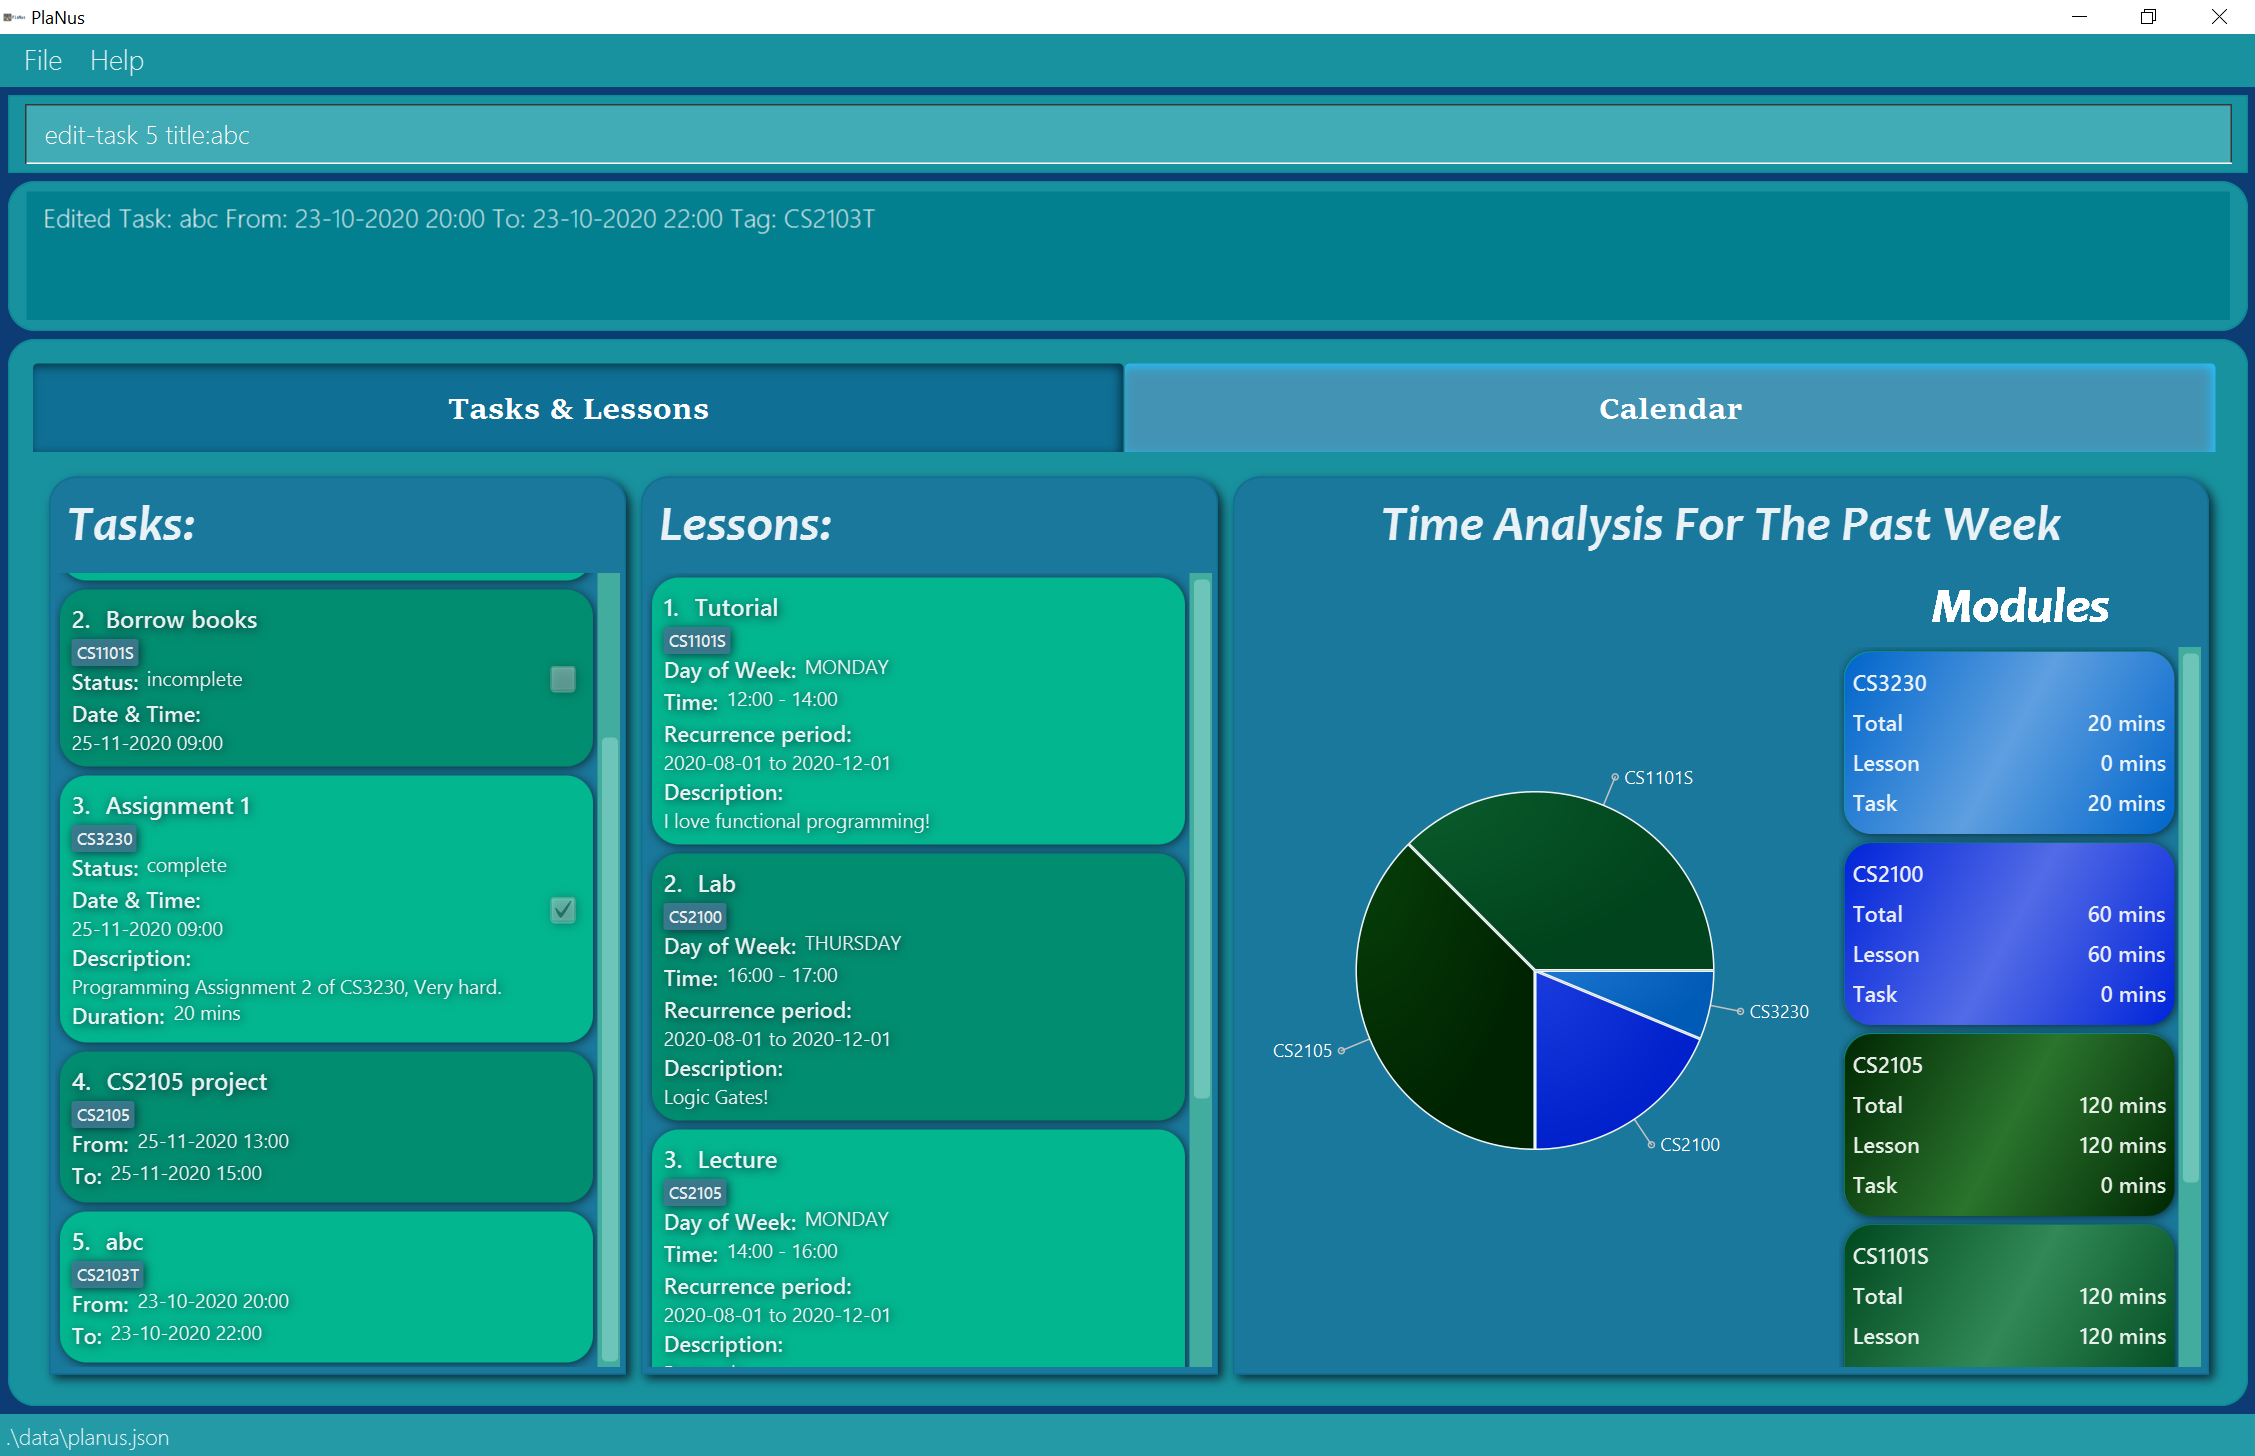 PlaNus
File Help
edit-task 5 title:abc
Edited Task: abc From: 23-10-2020 20:00 To: 23-10-2020 22:00 Tag: CS2103T
Tasks & Lessons
Calendar
Tasks:
2. Borrow books
CS1101S
Status: incomplete
Date & Time:
25-11-2020 09:00
3. Assignment 1
CS3230
Status: complete
Date & Time:
25-11-2020 09:00
Description:
Programming Assignment 2 of CS3230, Very hard.
Duration: 20 mins
4. CS2105 project
CS2105
From: 25-11-2020 13:00
To: 25-11-2020 15:00
5. abc
CS2103T
From: 23-10-2020 20:00
To: 23-10-2020 22:00
Lessons:
1. Tutorial
CS1101S
Day of Week: MONDAY
Time: 12:00 - 14:00
Recurrence period:
2020-08-01 to 2020-12-01
Description:
I love functional programming!
2. Lab
CS2100
Day of Week: THURSDAY
Time: 16:00 - 17:00
Recurrence period:
2020-08-01 to 2020-12-01
Description:
Logic Gates!
3. Lecture
CS2105
Day of Week: MONDAY
Time: 14:00 - 16:00
Recurrence period:
2020-08-01 to 2020-12-01
Description:
Time Analysis For The Past Week
CS1101S
CS3230
CS2105
CS2100
Modules
CS3230
Total 20 mins
Lesson 0 mins
Task 20 mins
CS2100
Total 60 mins
Lesson 60 mins
Task 0 mins
CS2105
Total 120 mins
Lesson 120 mins
Task 0 mins
CS1101S
Total 120 mins
Lesson 120 mins
.\data\planus.json